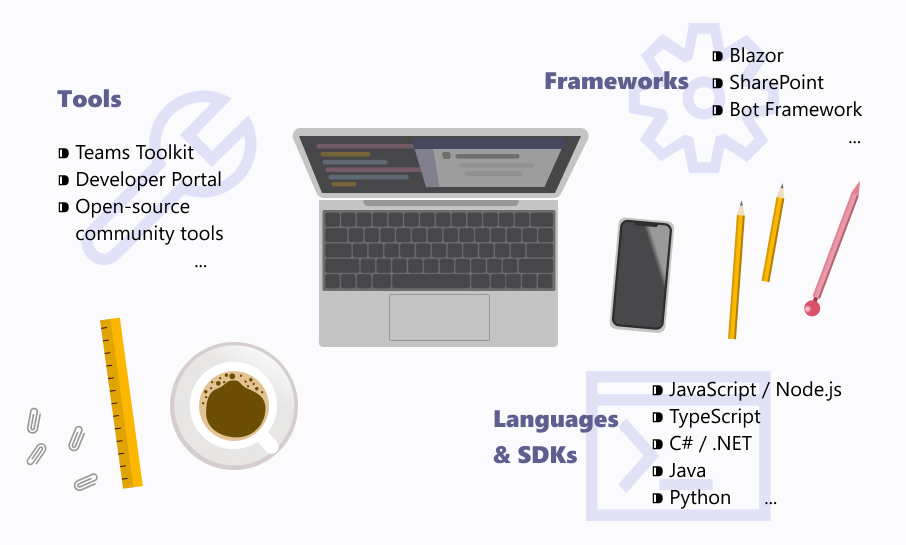 Tools
Teams Toolkit
Developer Portal
Open-source
community tools
...
Frameworks
Blazor
SharePoint
Bot Framework
...
Languages
& SDKs
JavaScript / Node.js
TypeScript
C# / .NET
Java
Python ...